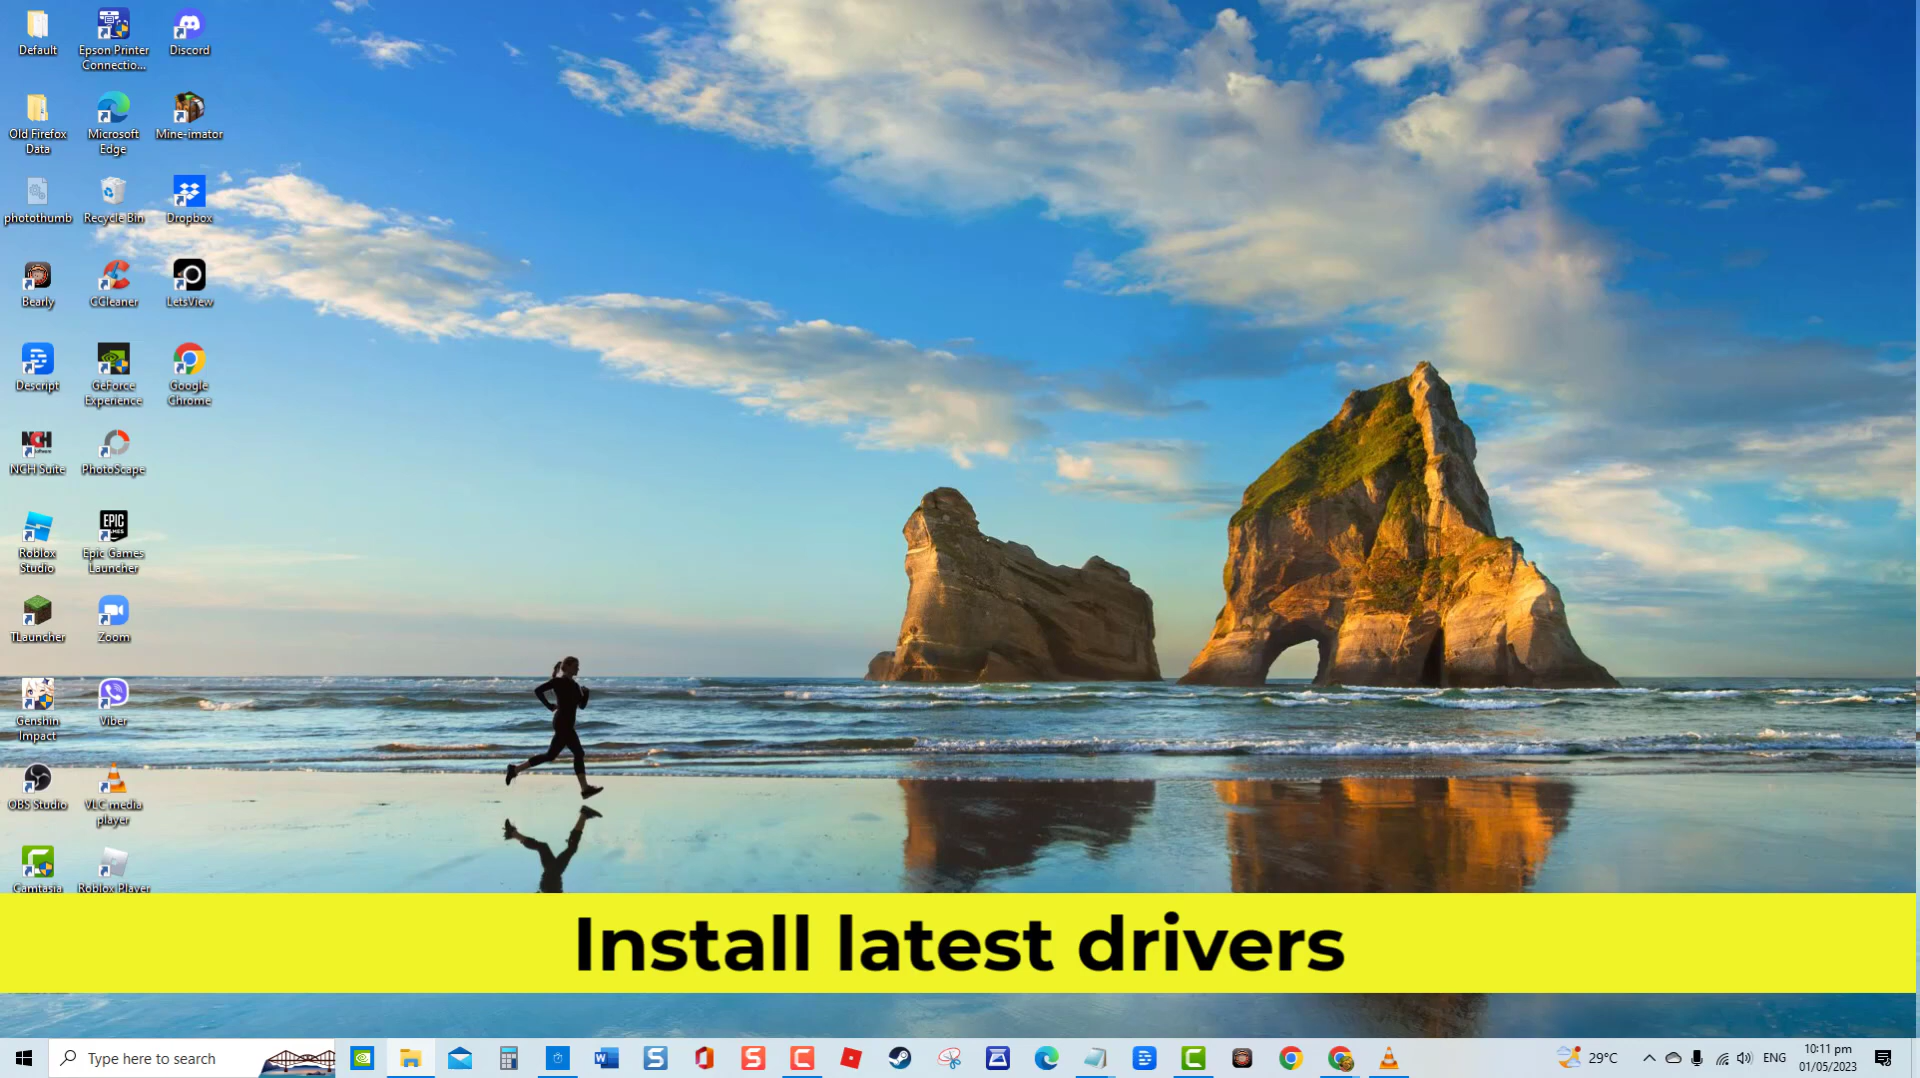 Default
Epson Printer
Connectio...
Discord
Old Firefox
Data
Microsoft
Edge
Mine-imator
photothumb
Recycle Bin
Dropbox
Bearly
CCleaner
LetsView
Descript
GeForce
Experience
Google
Chrome
NCH
NCH Suite
PhotoScape
Roblox
Studio
EPIC
Epic Games
Launcher
TLauncher
Zoom
Genshin
Impact
Viber
OBS Studio
VLC media
player
Camtasia
Roblox Player
Install latest drivers
Type here to search
29°C
ENG
10:11 pm
01/05/2023